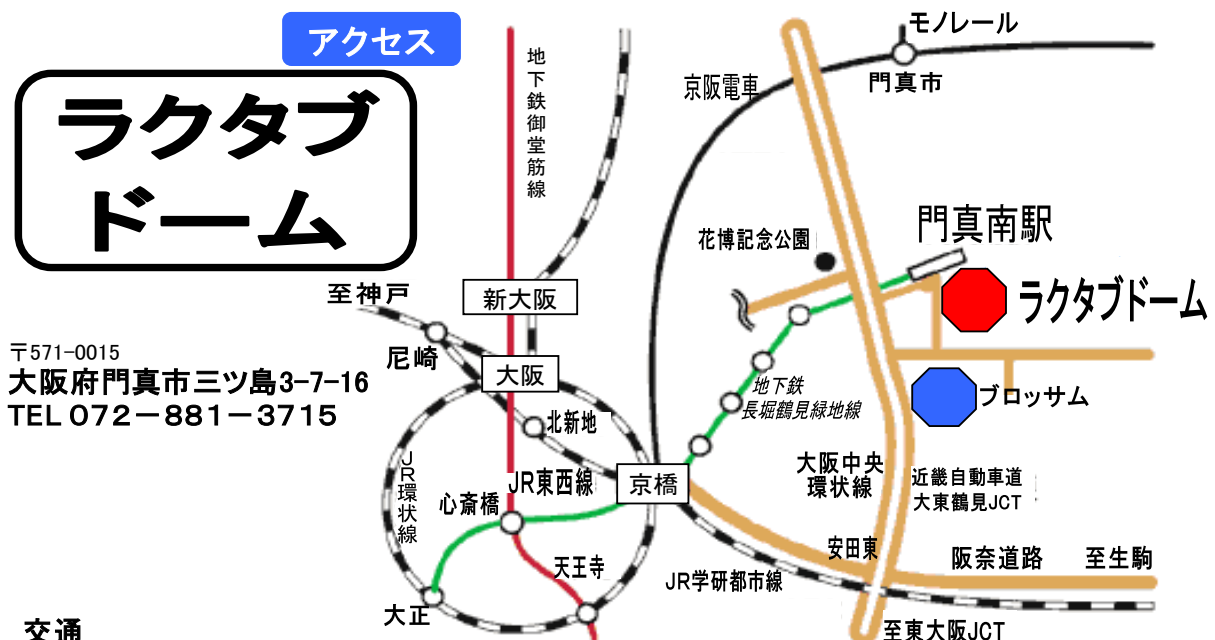 アクセス
ラクタブ
ドーム
〒571-0015
大阪府門真市三ツ島3-7-16
TEL 072-881-3715
地下鉄御堂筋線
モノレール
京阪電車
門真市
花博記念公園
門真南駅
ラクタブドーム
新大阪
至神戸
尼崎
大阪
地下鉄
長堀鶴見緑地線
ブロッサム
北新地
JR環状線
JR東西線
京橋
大阪中央
環状線
近畿自動車道
大東鶴見JCT
心斎橋
安田東
阪奈道路
至生駒
天王寺
JR学研都市線
大正
至東大阪JCT
交通